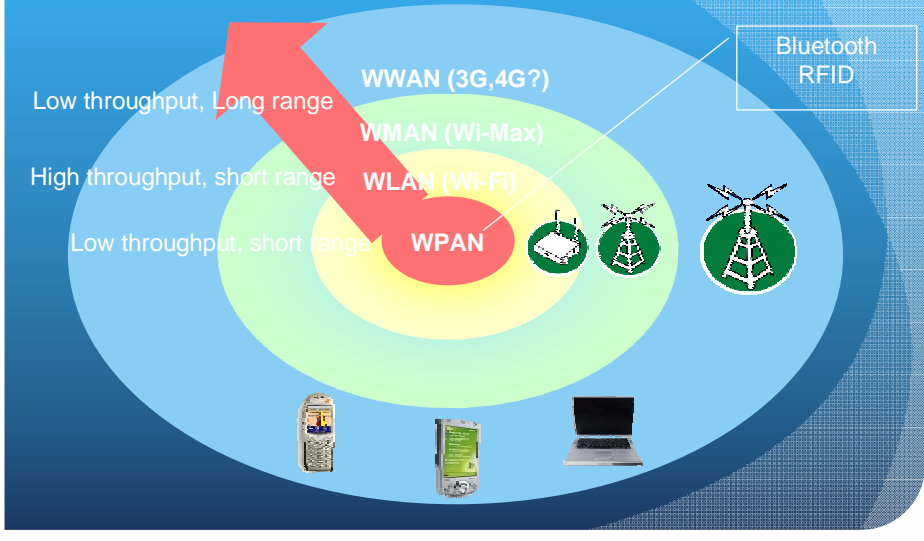 Bluetooth
RFID
WWAN (3G,4G?)
Low throughput, Long range
WMAN (Wi-Max)
High throughput, short range
WLAN (Wi-Fi)
Low throughput, short range
WPAN